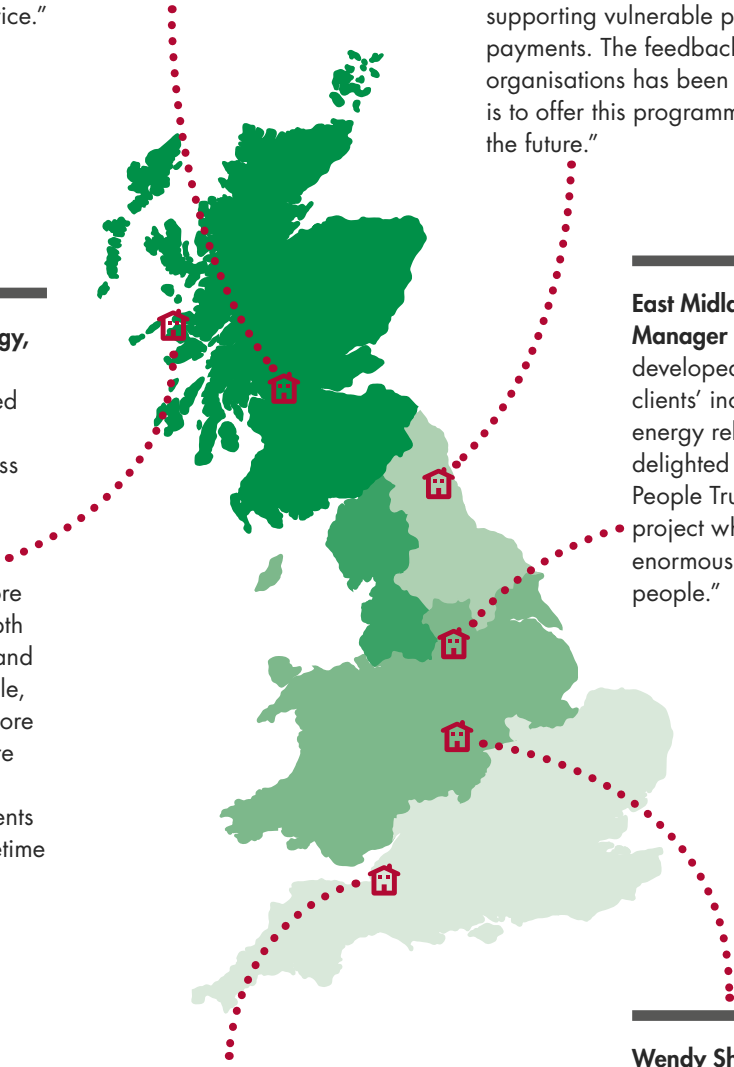 ice.”
supporting vulnerable p
payments. The feedback
organisations has been
is to offer this programm
the future.”
gy,
ed
ss
ore
oth
and
le,
ore
re
ents
etime
East Midla
Manager
developed
clients’ inc
energy rel
delighted
People Tru
project wh
enormous
people.”
Wendy Sh